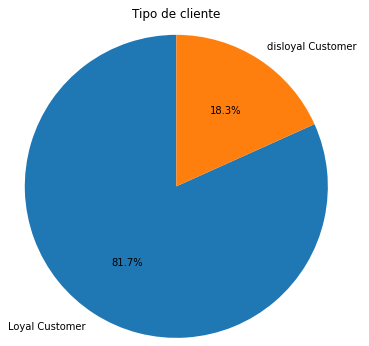 Tipo de cliente
disloyal Customer
18.3%
81.7%
Loyal Customer